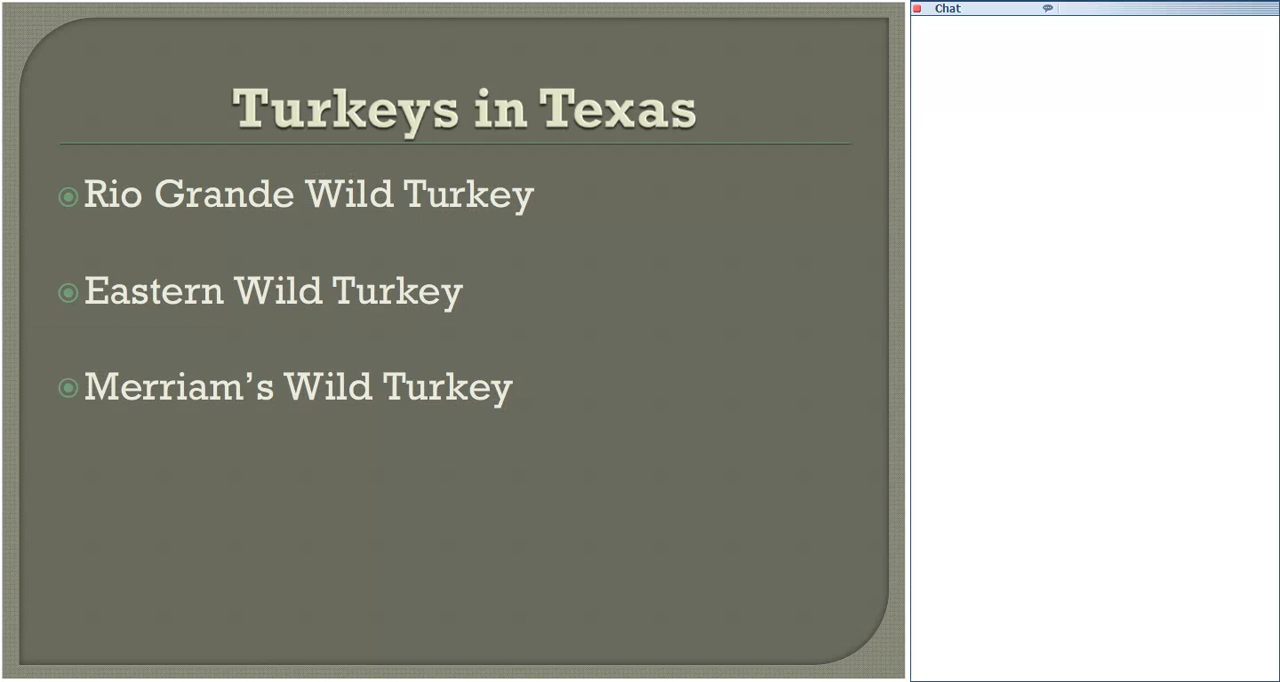 Turkeys in Texas
Rio Grande Wild Turkey
Eastern Wild Turkey
Merriam’s Wild Turkey
Chat